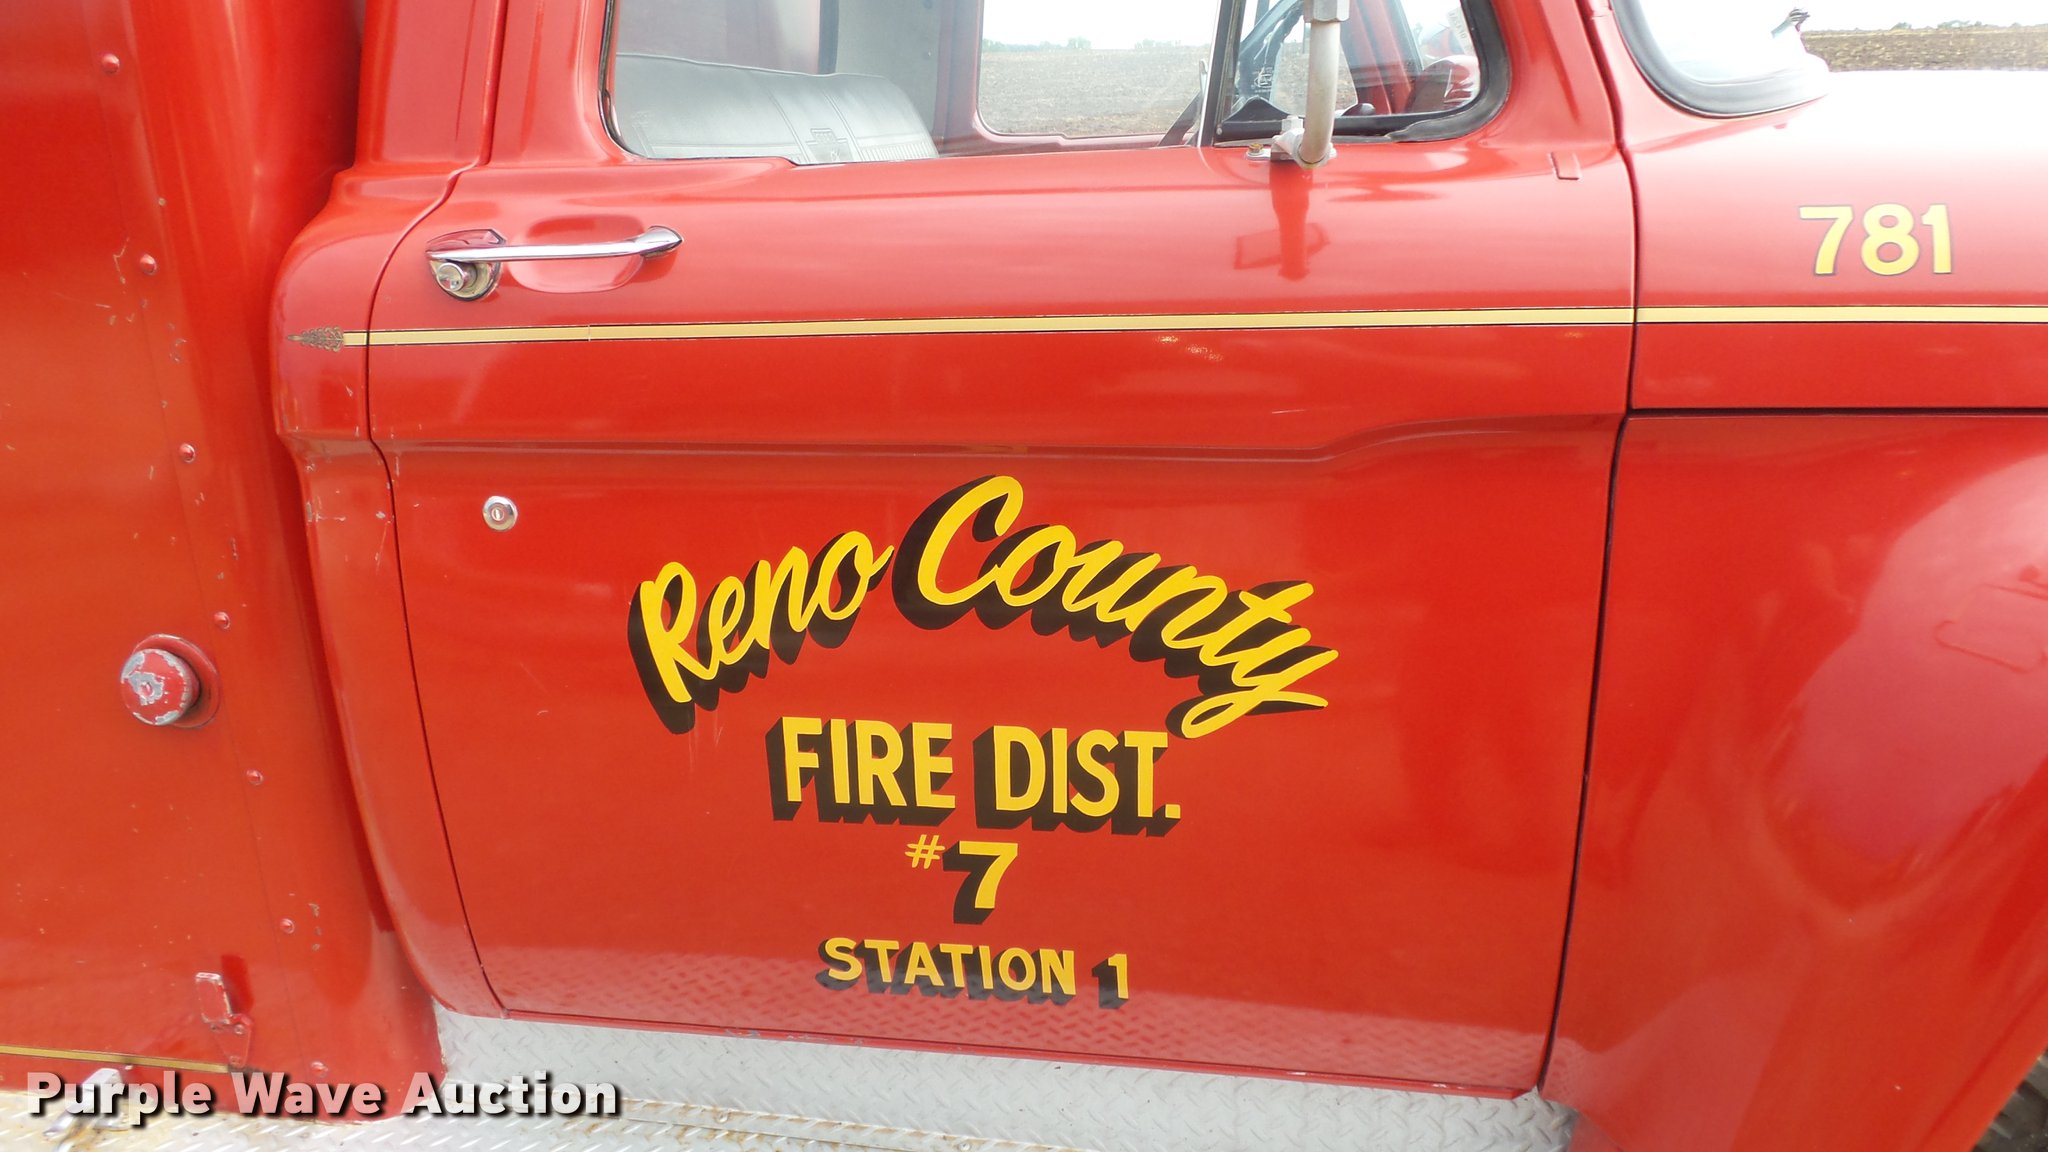 781
Reno County
FIRE DIST.
#7
STATION 1
Purple Wave Auction